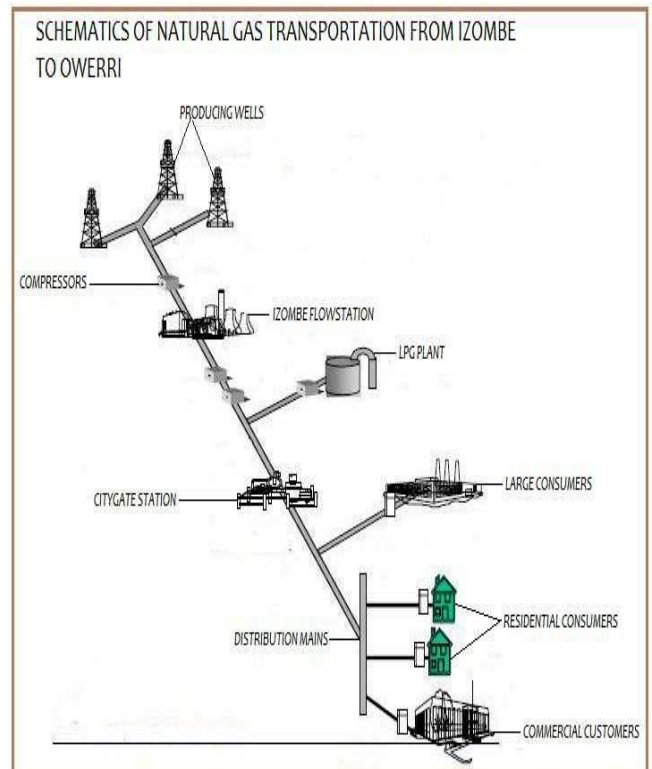 SCHEMATICS OF NATURAL GAS TRANSPORTATION FROM IZOMBE
TO OWERRI
PRODUCING WELLS
COMPRESSORS
IZOMBE FLOWSTATION
LPG PLANT
CITYGATE STATION
LARGE CONSUMERS
DISTRIBUTION MAINS
RESIDENTIAL CONSUMERS
COMMERCIAL CUSTOMERS